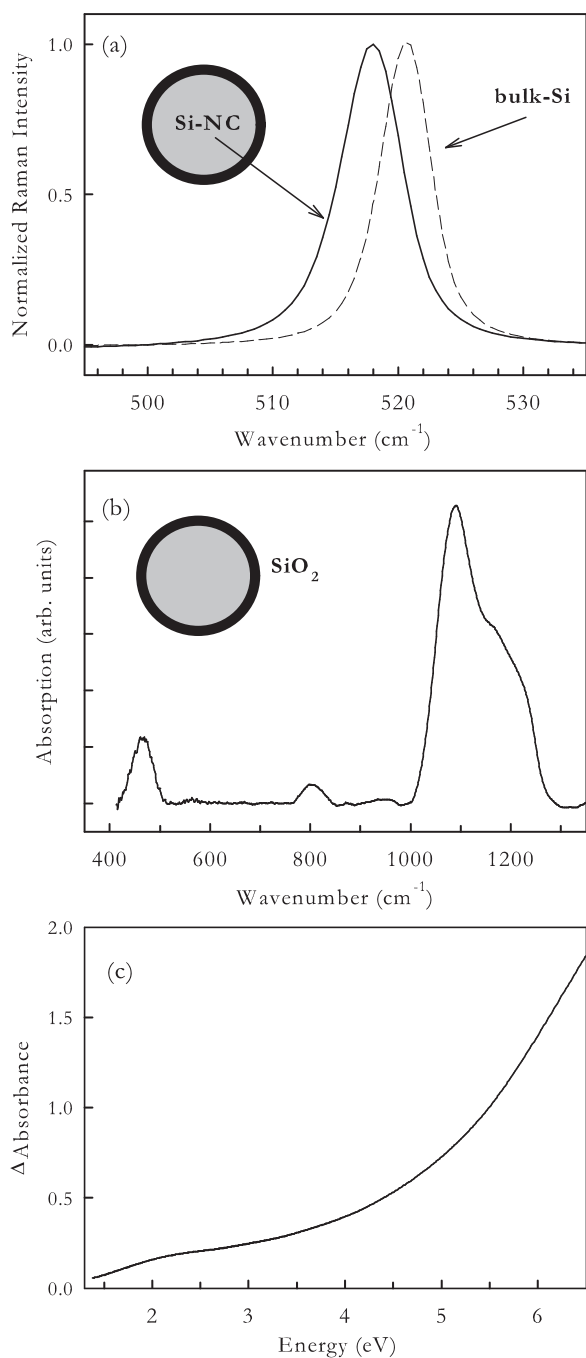 (a)
1.0
0.5
0.0
Normalized Raman Intensity
Si-NC
bulk-Si
500 510 520 530
Wavenumber (cm-1)
(b)
SiO2
Absorption (arb. units)
400 600 800 1000 1200
Wavenumber (cm-1)
(c)
2.0
1.5
1.0
0.5
0.0
Δ Absorbance
2 3 4 5 6
Energy (eV)